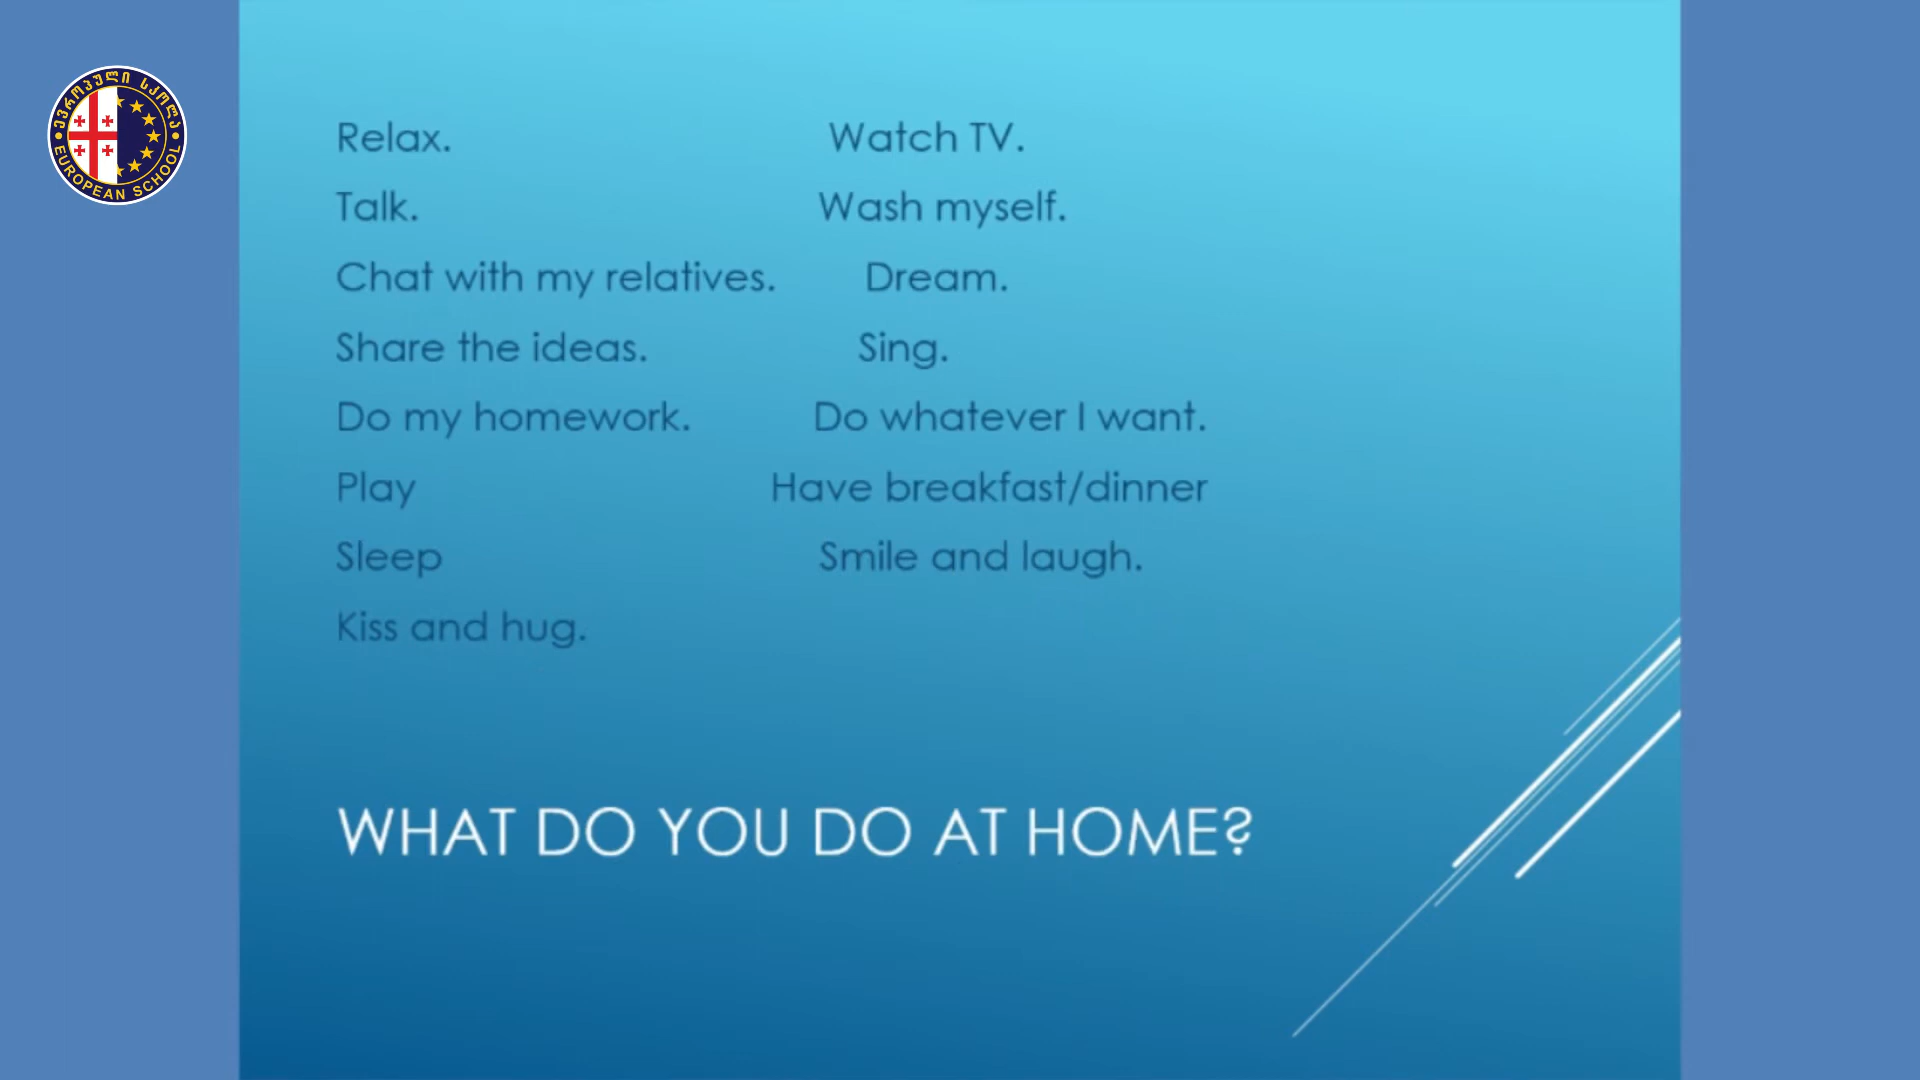 ევროპული სკოლა
EUROPEAN SCHOOL
Relax. Watch TV.
Talk. Wash myself.
Chat with my relatives. Dream.
Share the ideas. Sing.
Do my homework. Do whatever I want.
Play Have breakfast/dinner
Sleep Smile and laugh.
Kiss and hug.
WHAT DO YOU DO AT HOME?